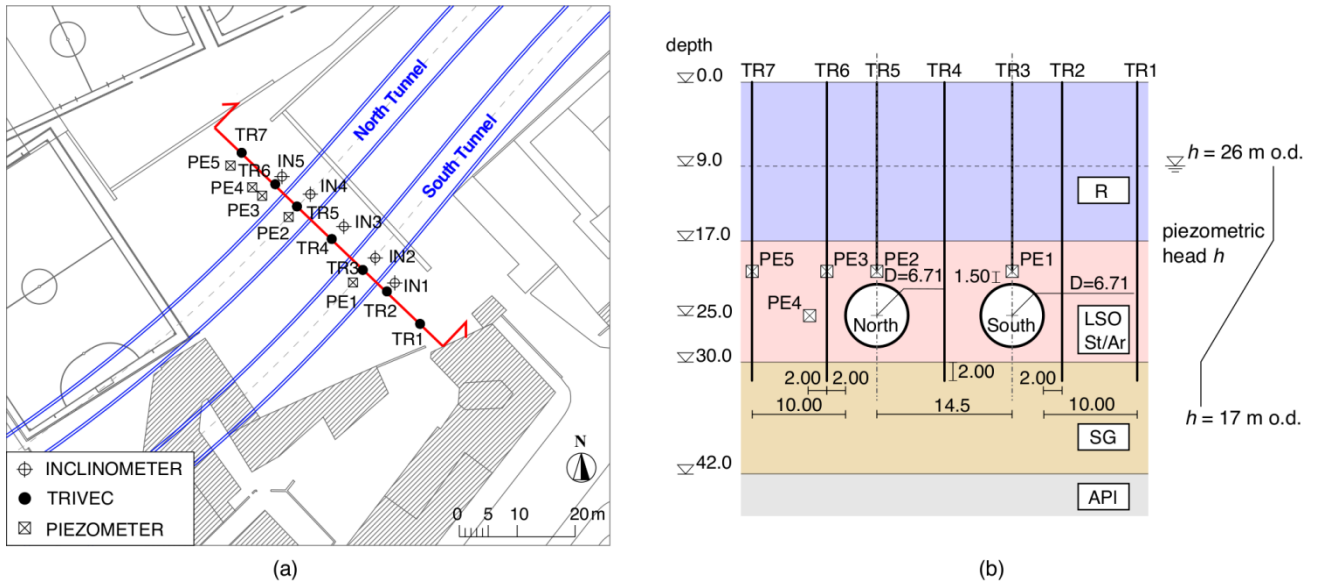 North Tunnel
South Tunnel
TR7
PE5
IN5
TR6
PE4
IN4
PE3
TR5
PE2
IN3
TR4
IN2
TR3
PE1
IN1
TR2
TR1
INCLINOMETER
TRIVEC
PIEZOMETER
N
0 5 10 20 m
(a)
depth
TR7 TR6 TR5 TR4 TR3 TR2 TR1
0.0
9.0
h = 26 m o.d.
R
17.0
piezometric
head h
PE5 PE3 PE2 PE1
D=6.71 1.50 D=6.71
PE4
25.0
North South
LSO
St/Ar
30.0
2.00 2.00 2.00 2.00
10.00 14.5 10.00
h = 17 m o.d.
SG
42.0
API
(b)